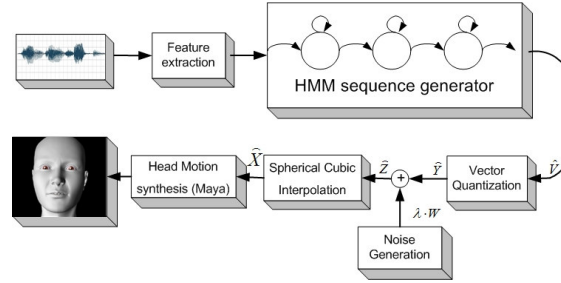 Feature
extraction
HMM sequence generator
Head Motion
synthesis (Maya)
X̂
Spherical Cubic
Interpolation
Ẑ
+
Ŷ
Vector
Quantization
V̂
λ·W
Noise
Generation